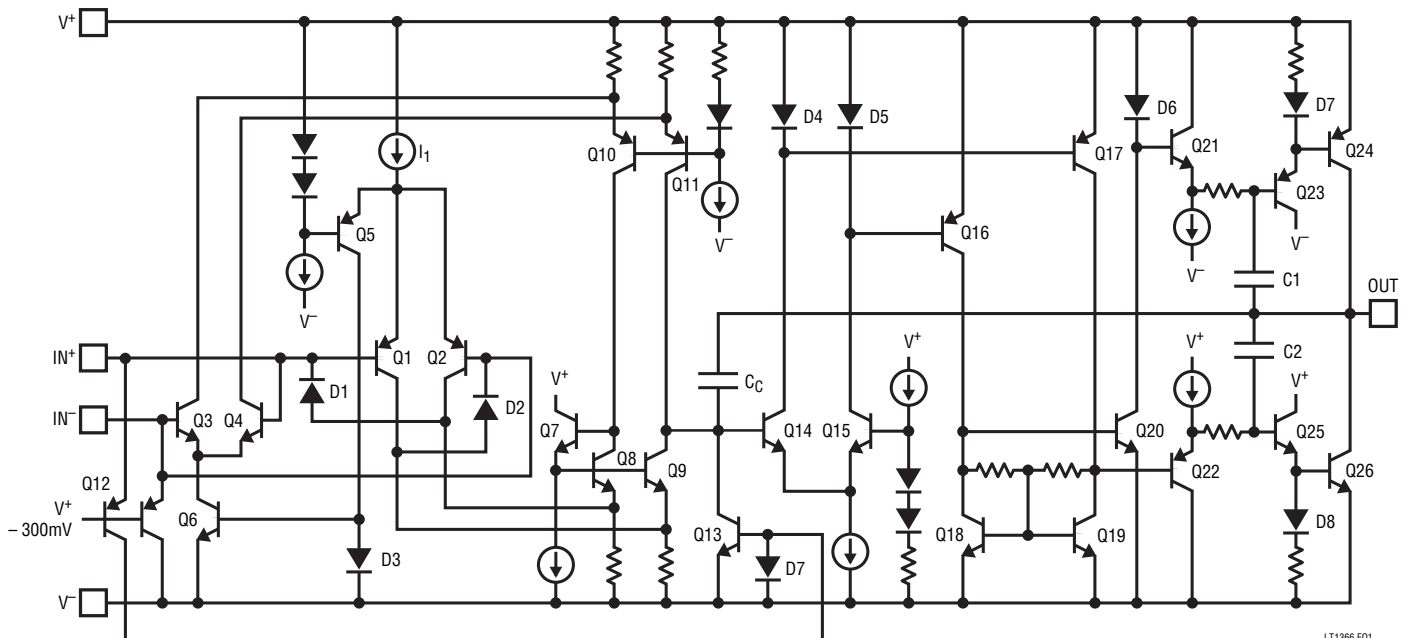 V+
I1
D4
D5
D6
D7
Q21
Q10
Q11
Q17
Q24
Q5
Q23
V–
Q16
V–
V–
V–
C1
OUT
IN+
Q1
Q2
V+
V+
C2
D1
CC
V+
IN–
Q3
Q4
D2
Q7
Q14
Q15
Q20
Q25
Q8
Q9
Q22
Q26
Q12
V+
– 300mV
Q6
Q13
Q18
Q19
D8
D3
D7
V–
LT1366 F01